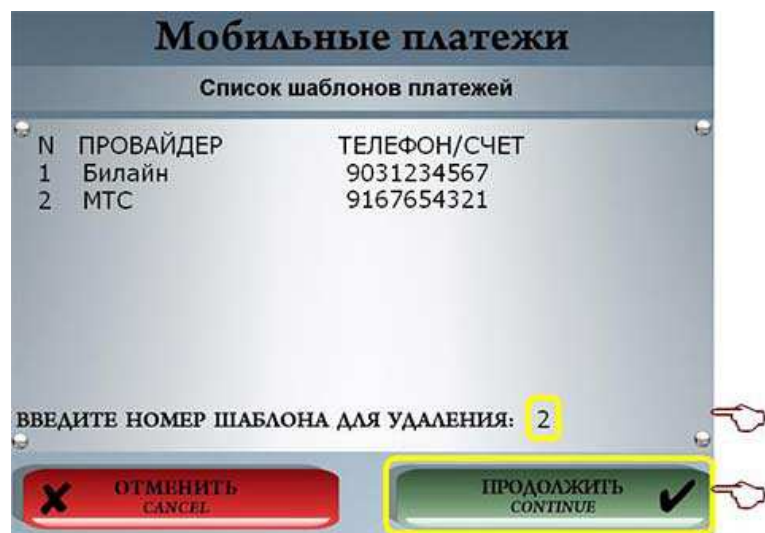 Мобильные платежи
Список шаблонов платежей
N ПРОВАЙДЕР ТЕЛЕФОН/СЧЕТ
1 Билайн 9031234567
2 МТС 9167654321
ВВЕДИТЕ НОМЕР ШАБЛОНА ДЛЯ УДАЛЕНИЯ: 2
ОТМЕНИТЬ ПРОДОЛЖИТЬ
CANCEL CONTINUE